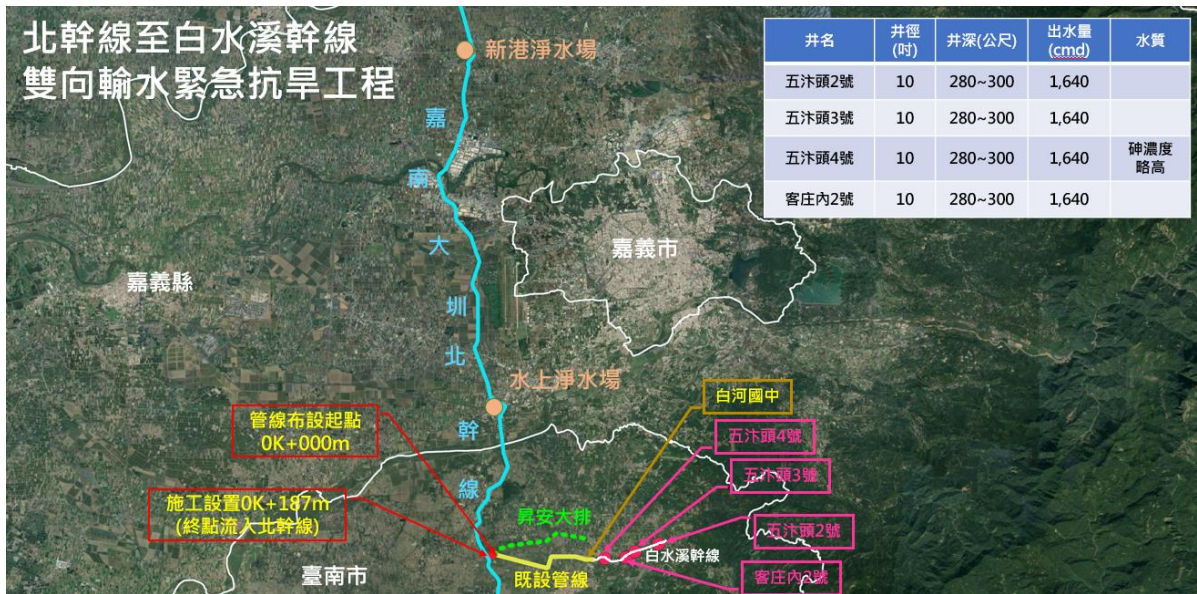 北幹線至白水溪幹線
雙向輸水緊急抗旱工程
井名 井徑(吋) 井深(公尺) 出水量(cmd) 水質
五汴頭2號 10 280~300 1,640
五汴頭3號 10 280~300 1,640
五汴頭4號 10 280~300 1,640 砷濃度略高
客庄內2號 10 280~300 1,640
新港淨水場
嘉南大圳北幹線
嘉義市
嘉義縣
水上淨水場
白河國中
管線布設起點
0K+000m
五汴頭4號
五汴頭3號
施工設置0K+187m
(終點流入北幹線)
昇安大排
五汴頭2號
白水溪幹線
臺南市
既設管線
客庄內2號